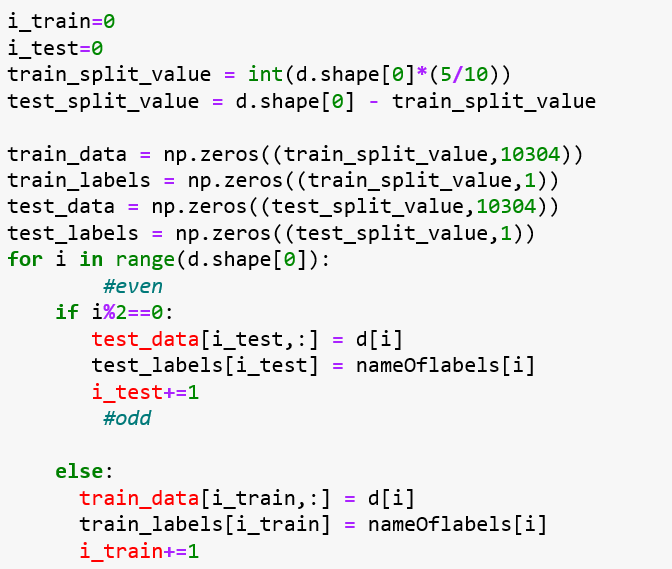 i_train=0
i_test=0
train_split_value = int(d.shape[0]*(5/10))
test_split_value = d.shape[0] - train_split_value

train_data = np.zeros((train_split_value,10304))
train_labels = np.zeros((train_split_value,1))
test_data = np.zeros((test_split_value,10304))
test_labels = np.zeros((test_split_value,1))
for i in range(d.shape[0]):
        #even
    if i%2==0:
       test_data[i_test,:] = d[i]
       test_labels[i_test] = nameOflabels[i]
       i_test+=1
        #odd

    else:
      train_data[i_train,:] = d[i]
      train_labels[i_train] = nameOflabels[i]
      i_train+=1